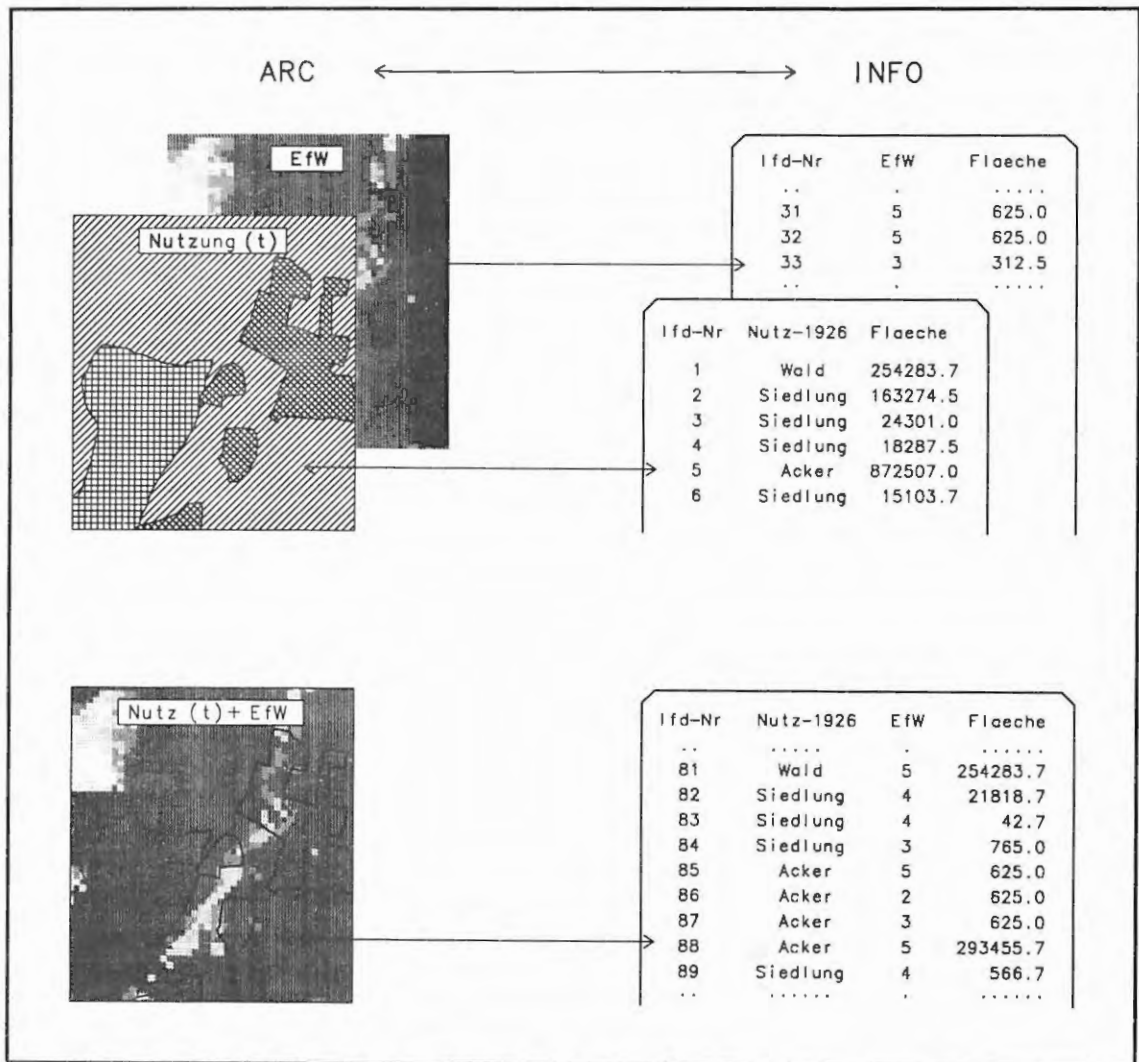 ARC INFO
EfW
Nutzung (t)
lfd-Nr EfW Flaeche
.. . .....
31 5 625.0
32 5 625.0
33 3 312.5
.. . .....
lfd-Nr Nutz-1926 Flaeche
1 Wald 254283.7
2 Siedlung 163274.5
3 Siedlung 24301.0
4 Siedlung 18287.5
5 Acker 872507.0
6 Siedlung 15103.7
Nutz (t) + EfW
lfd-Nr Nutz-1926 EfW Flaeche
.. ..... . ......
81 Wald 5 254283.7
82 Siedlung 4 21818.7
83 Siedlung 4 42.7
84 Siedlung 3 765.0
85 Acker 5 625.0
86 Acker 2 625.0
87 Acker 3 625.0
88 Acker 5 293455.7
89 Siedlung 4 566.7
.. ...... . ......